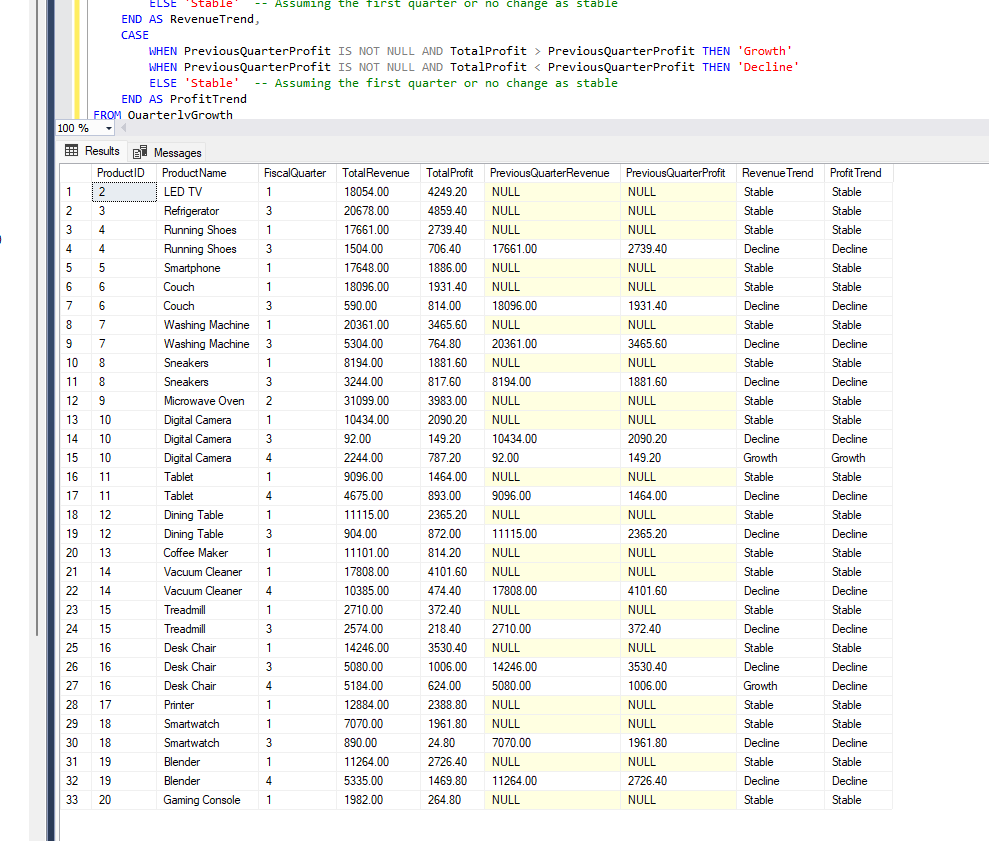 ELSE 'Stable'  -- Assuming the first quarter or no change as stable
END AS RevenueTrend,
CASE
WHEN PreviousQuarterProfit IS NOT NULL AND TotalProfit > PreviousQuarterProfit THEN 'Growth'
WHEN PreviousQuarterProfit IS NOT NULL AND TotalProfit < PreviousQuarterProfit THEN 'Decline'
ELSE 'Stable'  -- Assuming the first quarter or no change as stable
END AS ProfitTrend
FROM QuarterlyGrowth
100 %
Results Messages
ProductID ProductName FiscalQuarter TotalRevenue TotalProfit PreviousQuarterRevenue PreviousQuarterProfit RevenueTrend ProfitTrend
1 2 LED TV 1 18054.00 4249.20 NULL NULL Stable Stable
2 3 Refrigerator 3 20678.00 4859.40 NULL NULL Stable Stable
3 4 Running Shoes 1 17661.00 2739.40 NULL NULL Stable Stable
4 4 Running Shoes 3 1504.00 706.40 17661.00 2739.40 Decline Decline
5 5 Smartphone 1 17648.00 1886.00 NULL NULL Stable Stable
6 6 Couch 1 18096.00 1931.40 NULL NULL Stable Stable
7 6 Couch 3 590.00 814.00 18096.00 1931.40 Decline Decline
8 7 Washing Machine 1 20361.00 3465.60 NULL NULL Stable Stable
9 7 Washing Machine 3 5304.00 764.80 20361.00 3465.60 Decline Decline
10 8 Sneakers 1 8194.00 1881.60 NULL NULL Stable Stable
11 8 Sneakers 3 3244.00 817.60 8194.00 1881.60 Decline Decline
12 9 Microwave Oven 2 31099.00 3983.00 NULL NULL Stable Stable
13 10 Digital Camera 1 10434.00 2090.20 NULL NULL Stable Stable
14 10 Digital Camera 3 92.00 149.20 10434.00 2090.20 Decline Decline
15 10 Digital Camera 4 2244.00 787.20 92.00 149.20 Growth Growth
16 11 Tablet 1 9096.00 1464.00 NULL NULL Stable Stable
17 11 Tablet 4 4675.00 893.00 9096.00 1464.00 Decline Decline
18 12 Dining Table 1 11115.00 2365.20 NULL NULL Stable Stable
19 12 Dining Table 3 904.00 872.00 11115.00 2365.20 Decline Decline
20 13 Coffee Maker 1 11101.00 814.20 NULL NULL Stable Stable
21 14 Vacuum Cleaner 1 17808.00 4101.60 NULL NULL Stable Stable
22 14 Vacuum Cleaner 4 10385.00 474.40 17808.00 4101.60 Decline Decline
23 15 Treadmill 1 2710.00 372.40 NULL NULL Stable Stable
24 15 Treadmill 3 2574.00 218.40 2710.00 372.40 Decline Decline
25 16 Desk Chair 1 14246.00 3530.40 NULL NULL Stable Stable
26 16 Desk Chair 3 5080.00 1006.00 14246.00 3530.40 Decline Decline
27 16 Desk Chair 4 5184.00 624.00 5080.00 1006.00 Growth Decline
28 17 Printer 1 12884.00 2388.80 NULL NULL Stable Stable
29 18 Smartwatch 1 7070.00 1961.80 NULL NULL Stable Stable
30 18 Smartwatch 3 890.00 24.80 7070.00 1961.80 Decline Decline
31 19 Blender 1 11264.00 2726.40 NULL NULL Stable Stable
32 19 Blender 4 5335.00 1469.80 11264.00 2726.40 Decline Decline
33 20 Gaming Console 1 1982.00 264.80 NULL NULL Stable Stable